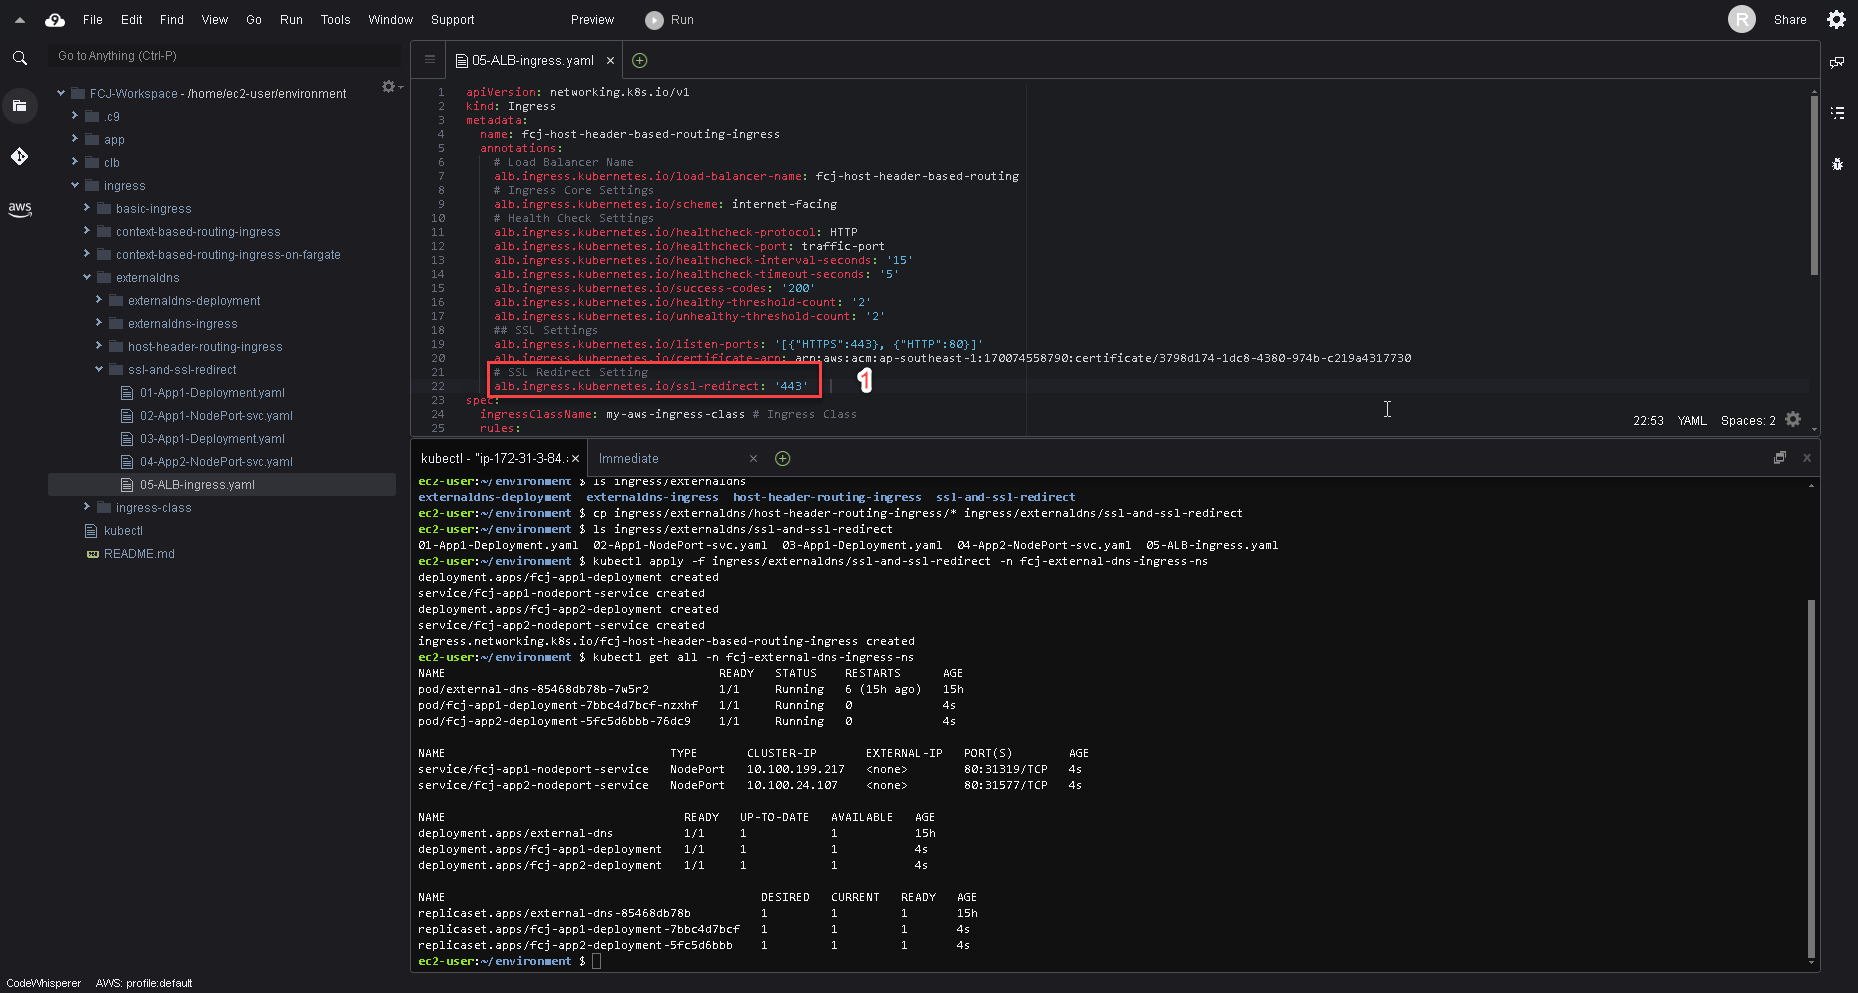 File Edit Find View Go Run Tools Window Support Preview Run R Share
Go to Anything (Ctrl-P)
FCJ-Workspace - /home/ec2-user/environment
.c9
app
clb
ingress
basic-ingress
context-based-routing-ingress
context-based-routing-ingress-on-fargate
externaldns
externaldns-deployment
externaldns-ingress
host-header-routing-ingress
ssl-and-ssl-redirect
01-App1-Deployment.yaml
02-App1-NodePort-svc.yaml
03-App1-Deployment.yaml
04-App2-NodePort-svc.yaml
05-ALB-ingress.yaml
ingress-class
kubectl
README.md
aws
05-ALB-ingress.yaml
1 apiVersion: networking.k8s.io/v1
2 kind: Ingress
3 metadata:
4 name: fcj-host-header-based-routing-ingress
5 annotations:
6 # Load Balancer Name
7 alb.ingress.kubernetes.io/load-balancer-name: fcj-host-header-based-routing
8 # Ingress Core Settings
9 alb.ingress.kubernetes.io/scheme: internet-facing
10 # Health Check Settings
11 alb.ingress.kubernetes.io/healthcheck-protocol: HTTP
12 alb.ingress.kubernetes.io/healthcheck-port: traffic-port
13 alb.ingress.kubernetes.io/healthcheck-interval-seconds: '15'
14 alb.ingress.kubernetes.io/healthcheck-timeout-seconds: '5'
15 alb.ingress.kubernetes.io/success-codes: '200'
16 alb.ingress.kubernetes.io/healthy-threshold-count: '2'
17 alb.ingress.kubernetes.io/unhealthy-threshold-count: '2'
18 ## SSL Settings
19 alb.ingress.kubernetes.io/listen-ports: '[{"HTTPS":443}, {"HTTP":80}]'
20 alb.ingress.kubernetes.io/certificate-arn: arn:aws:acm:ap-southeast-1:170074558790:certificate/3798d174-1dc8-4380-974b-c219a4317730
21 # SSL Redirect Setting
22 alb.ingress.kubernetes.io/ssl-redirect: '443'
1
23 spec:
24 ingressClassName: my-aws-ingress-class # Ingress Class
25 rules:
22:53 YAML Spaces: 2
kubectl - "ip-172-31-3-84.: Immediate
ec2-user:~/environment $ ls ingress/externaldns
externaldns-deployment externaldns-ingress host-header-routing-ingress ssl-and-ssl-redirect
ec2-user:~/environment $ cp ingress/externaldns/host-header-routing-ingress/* ingress/externaldns/ssl-and-ssl-redirect
ec2-user:~/environment $ ls ingress/externaldns/ssl-and-ssl-redirect
01-App1-Deployment.yaml 02-App1-NodePort-svc.yaml 03-App1-Deployment.yaml 04-App2-NodePort-svc.yaml 05-ALB-ingress.yaml
ec2-user:~/environment $ kubectl apply -f ingress/externaldns/ssl-and-ssl-redirect -n fcj-external-dns-ingress-ns
deployment.apps/fcj-app1-deployment created
service/fcj-app1-nodeport-service created
deployment.apps/fcj-app2-deployment created
service/fcj-app2-nodeport-service created
ingress.networking.k8s.io/fcj-host-header-based-routing-ingress created
ec2-user:~/environment $ kubectl get all -n fcj-external-dns-ingress-ns
NAME READY STATUS RESTARTS AGE
pod/external-dns-85468db78b-7w5r2 1/1 Running 6 (15h ago) 15h
pod/fcj-app1-deployment-7bbc4d7bcf-nzxhf 1/1 Running 0 4s
pod/fcj-app2-deployment-5fc5d6bbb-76dc9 1/1 Running 0 4s
NAME TYPE CLUSTER-IP EXTERNAL-IP PORT(S) AGE
service/fcj-app1-nodeport-service NodePort 10.100.199.217 <none> 80:31319/TCP 4s
service/fcj-app2-nodeport-service NodePort 10.100.24.107 <none> 80:31577/TCP 4s
NAME READY UP-TO-DATE AVAILABLE AGE
deployment.apps/external-dns 1/1 1 1 15h
deployment.apps/fcj-app1-deployment 1/1 1 1 4s
deployment.apps/fcj-app2-deployment 1/1 1 1 4s
NAME DESIRED CURRENT READY AGE
replicaset.apps/external-dns-85468db78b 1 1 1 15h
replicaset.apps/fcj-app1-deployment-7bbc4d7bcf 1 1 1 4s
replicaset.apps/fcj-app2-deployment-5fc5d6bbb 1 1 1 4s
ec2-user:~/environment $
CodeWhisperer AWS: profile:default